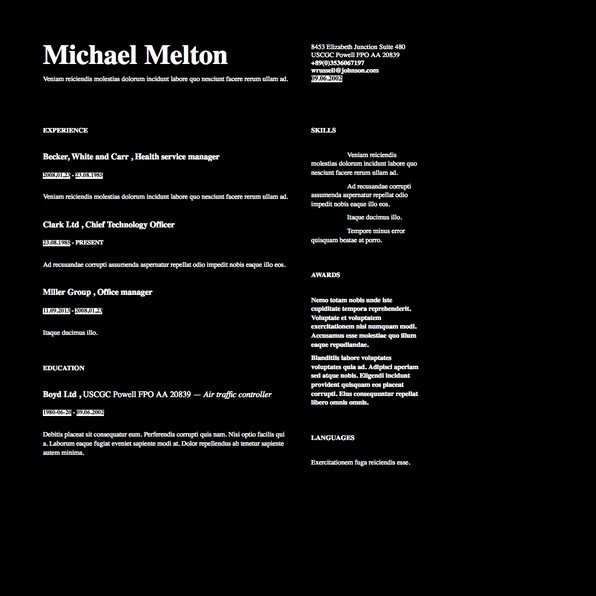 Michael Melton
Veniam reiciendis molestias dolorum incidunt labore quo nesciunt facere rerum ullam ad.
8453 Elizabeth Junction Suite 480
USCGC Powell FPO AA 20839
+89(0)3536067197
wrussell@johnson.com
09.06.2002
EXPERIENCE
Becker, White and Carr , Health service manager
2008.01.23 - 23.08.1985
Veniam reiciendis molestias dolorum incidunt labore quo nesciunt facere rerum ullam ad.
Clark Ltd , Chief Technology Officer
23.08.1985 - PRESENT
Ad recusandae corrupti assumenda aspernatur repellat odio impedit nobis eaque illo eos.
Miller Group , Office manager
11.09.2013 - 2008.01.23
Itaque ducimus illo.
EDUCATION
Boyd Ltd , USCGC Powell FPO AA 20839 — Air traffic controller
1980-06-20 - 09.06.2002
Debitis placeat sit consequatur eum. Perferendis corrupti quis nam. Nisi optio facilis qui
a. Laborum eaque fugiat eveniet sapiente modi at. Dolor repellendus ab tenetur sapiente
autem minima.
SKILLS
Veniam reiciendis
molestias dolorum incidunt labore quo
nesciunt facere rerum ullam ad.
Ad recusandae corrupti
assumenda aspernatur repellat odio
impedit nobis eaque illo eos.
Itaque ducimus illo.
Tempore minus error
quisquam beatae at porro.
AWARDS
Nemo totam nobis unde iste
cupiditate tempora reprehenderit.
Voluptate et voluptatem
exercitationem nisi numquam modi.
Accusamus esse molestiae quo illum
eaque repudiandae.
Blanditiis labore voluptates
voluptates quia ad. Adipisci aperiam
sed atque nobis. Eligendi incidunt
provident quisquam eos placeat
corrupti. Eius consequuntur repellat
libero omnis omnis.
LANGUAGES
Exercitationem fuga reiciendis esse.